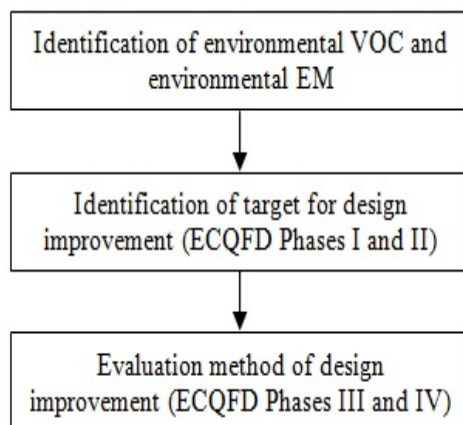 Identification of environmental VOC and
environmental EM
Identification of target for design
improvement (ECQFD Phases I and II)
Evaluation method of design
improvement (ECQFD Phases III and IV)